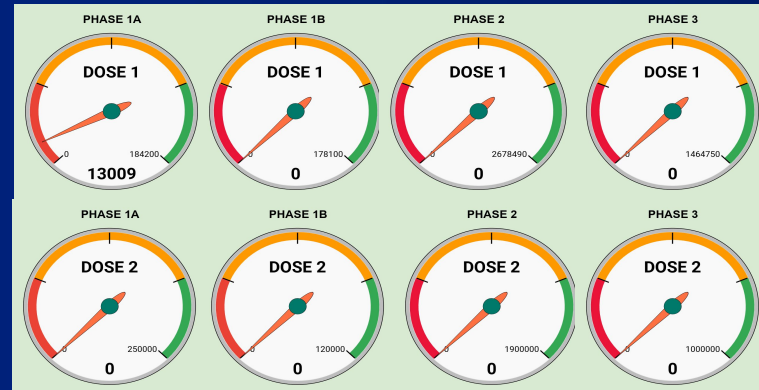 PHASE 1A
PHASE 1B
PHASE 2
PHASE 3
DOSE 1
DOSE 1
DOSE 1
DOSE 1
0
184200
0
178100
0
2678490
0
1464750
13009
0
0
0
PHASE 1A
PHASE 1B
PHASE 2
PHASE 3
DOSE 2
DOSE 2
DOSE 2
DOSE 2
0
250000
0
120000
0
1900000
0
1000000
0
0
0
0